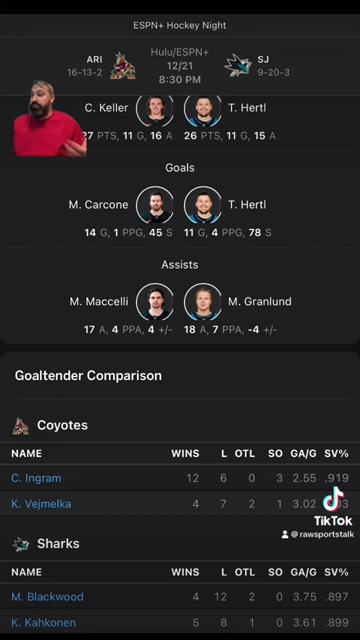 ESPN+ Hockey Night
ARI
16-13-2
Hulu/ESPN+
12/21
8:30 PM
SJ
9-20-3
C. Keller
T. Hertl
27 PTS, 11 G, 16 A
26 PTS, 11 G, 15 A
Goals
M. Carcone
T. Hertl
14 G, 1 PPG, 45 S
11 G, 4 PPG, 78 S
Assists
M. Maccelli
M. Granlund
17 A, 4 PPA, 4 +/-
18 A, 7 PPA, -4 +/-
Goaltender Comparison
Coyotes
NAME WINS L OTL SO GA/G SV%
C. Ingram 12 6 0 3 2.55 .919
K. Vejmelka 4 7 2 1 3.02
TikTok
@rawsportstalk
Sharks
NAME WINS L OTL SO GA/G SV%
M. Blackwood 4 12 2 0 3.75 .897
K. Kahkonen 5 8 1 0 3.61 .899